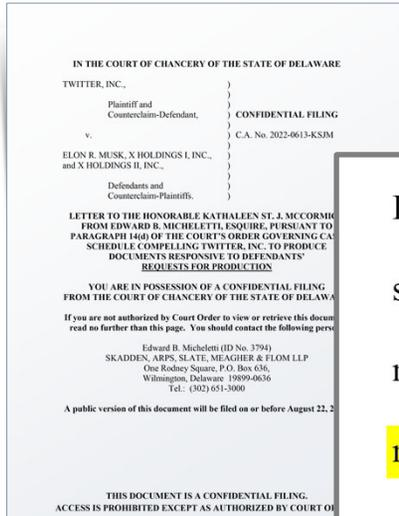 IN THE COURT OF CHANCERY OF THE STATE OF DELAWARE
TWITTER, INC., )
)
Plaintiff and )
Counterclaim-Defendant, ) CONFIDENTIAL FILING
)
v. ) C.A. No. 2022-0613-KSJM
)
ELON R. MUSK, X HOLDINGS I, INC., )
and X HOLDINGS II, INC., )
)
Defendants and )
Counterclaim-Plaintiffs. )
LETTER TO THE HONORABLE KATHALEEN ST. J. MCCORMIC
FROM EDWARD B. MICHELETTI, ESQUIRE, PURSUANT TO
PARAGRAPH 14(d) OF THE COURT'S ORDER GOVERNING CAS
SCHEDULE COMPELLING TWITTER, INC. TO PRODUCE
DOCUMENTS RESPONSIVE TO DEFENDANTS'
REQUESTS FOR PRODUCTION
YOU ARE IN POSSESSION OF A CONFIDENTIAL FILING
FROM THE COURT OF CHANCERY OF THE STATE OF DELAWA
If you are not authorized by Court Order to view or retrieve this docum
read no further than this page. You should contact the following perso
Edward B. Micheletti (ID No. 3794)
SKADDEN, ARPS, SLATE, MEAGHER & FLOM LLP
One Rodney Square, P.O. Box 636,
Wilmington, Delaware 19899-0636
Tel.: (302) 651-3000
A public version of this document will be filed on or before August 22, 2
THIS DOCUMENT IS A CONFIDENTIAL FILING.
ACCESS IS PROHIBITED EXCEPT AS AUTHORIZED BY COURT O